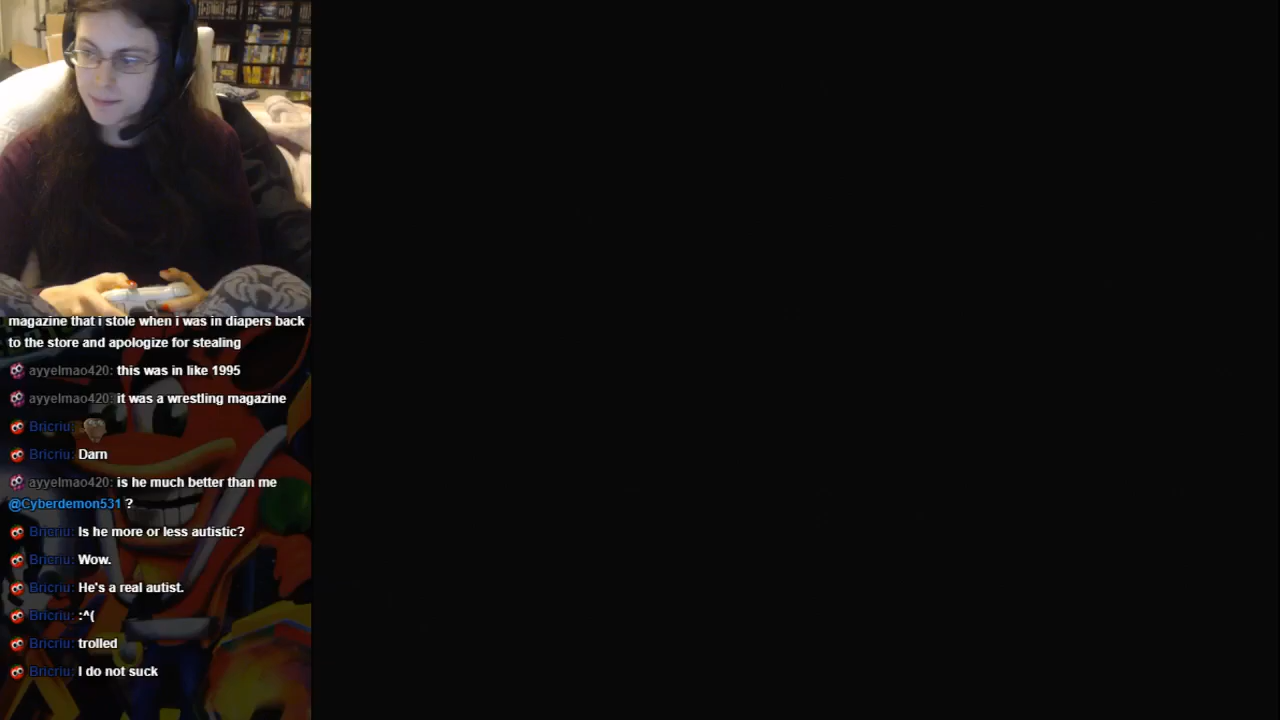 magazine that i stole when i was in diapers back
to the store and apologize for stealing
ayyelmao420: this was in like 1995
ayyelmao420: it was a wrestling magazine
Bricriu:
Bricriu: Darn
ayyelmao420: is he much better than me
@Cyberdemon531 ?
Bricriu: Is he more or less autistic?
Bricriu: Wow.
Bricriu: He's a real autist.
Bricriu: :^(
Bricriu: trolled
Bricriu: I do not suck